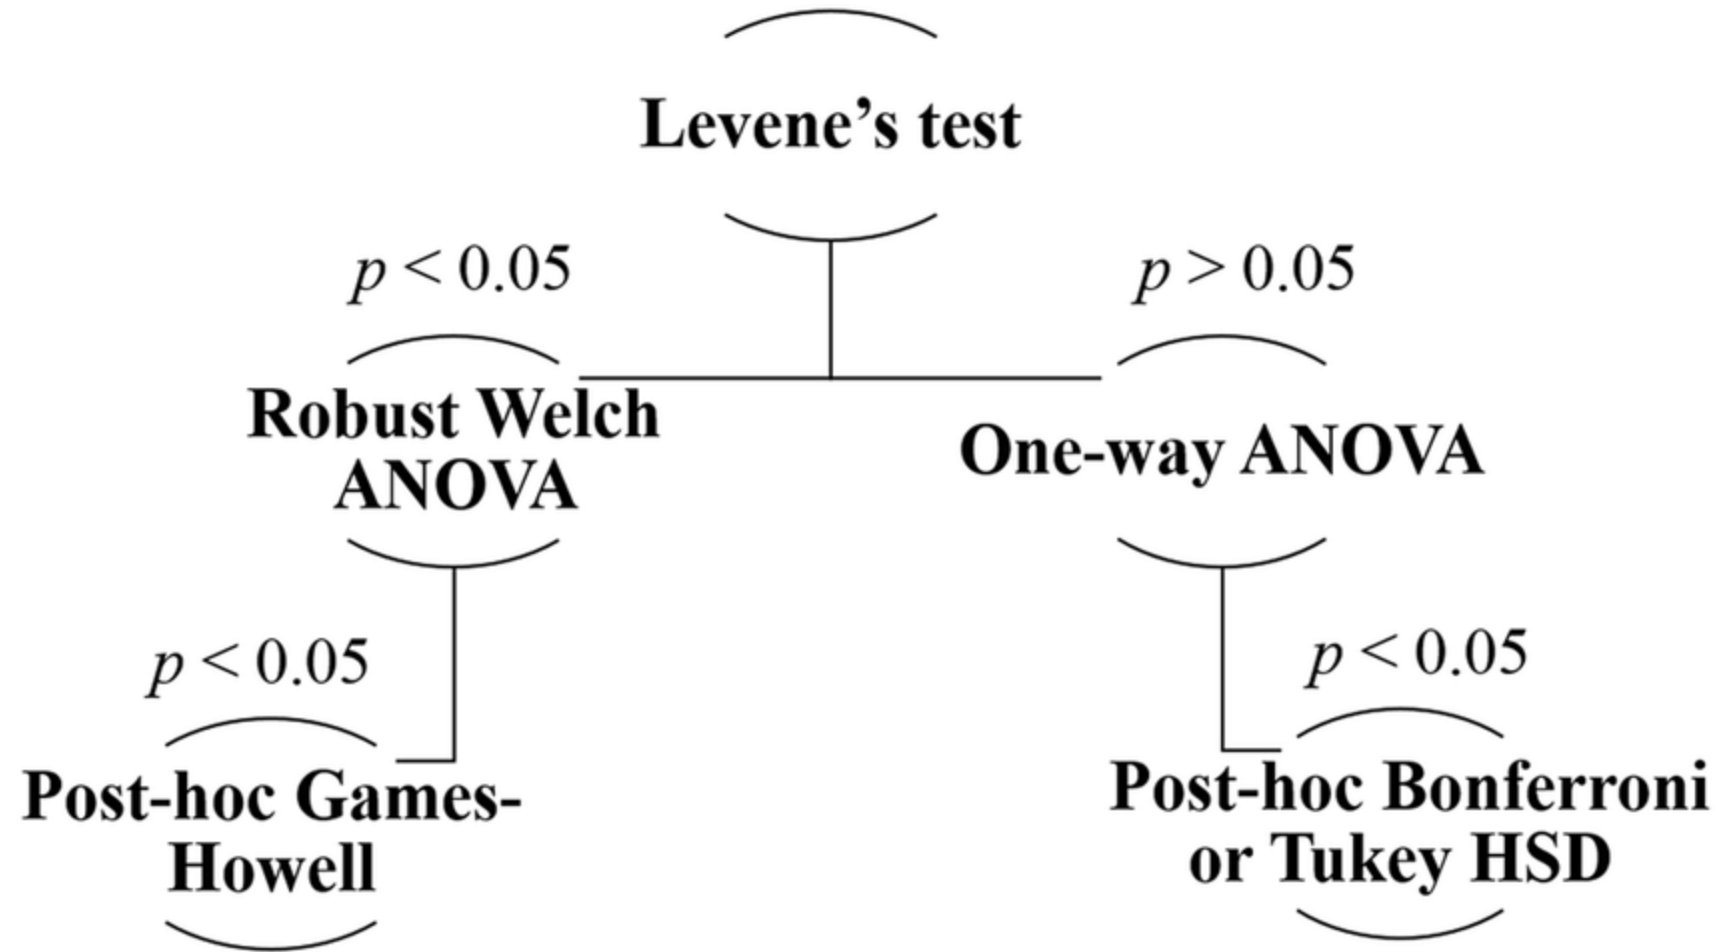 Levene’s test
p < 0.05
p > 0.05
Robust Welch
ANOVA
One-way ANOVA
p < 0.05
p < 0.05
Post-hoc Games-
Howell
Post-hoc Bonferroni
or Tukey HSD